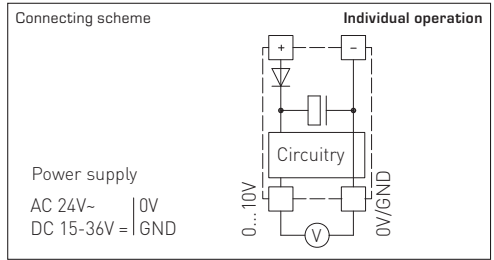 Connecting scheme
Individual operation
+ –
Circuitry
Power supply
AC 24V~ 0V
DC 15-36V = GND
0...10V
0V/GND
V